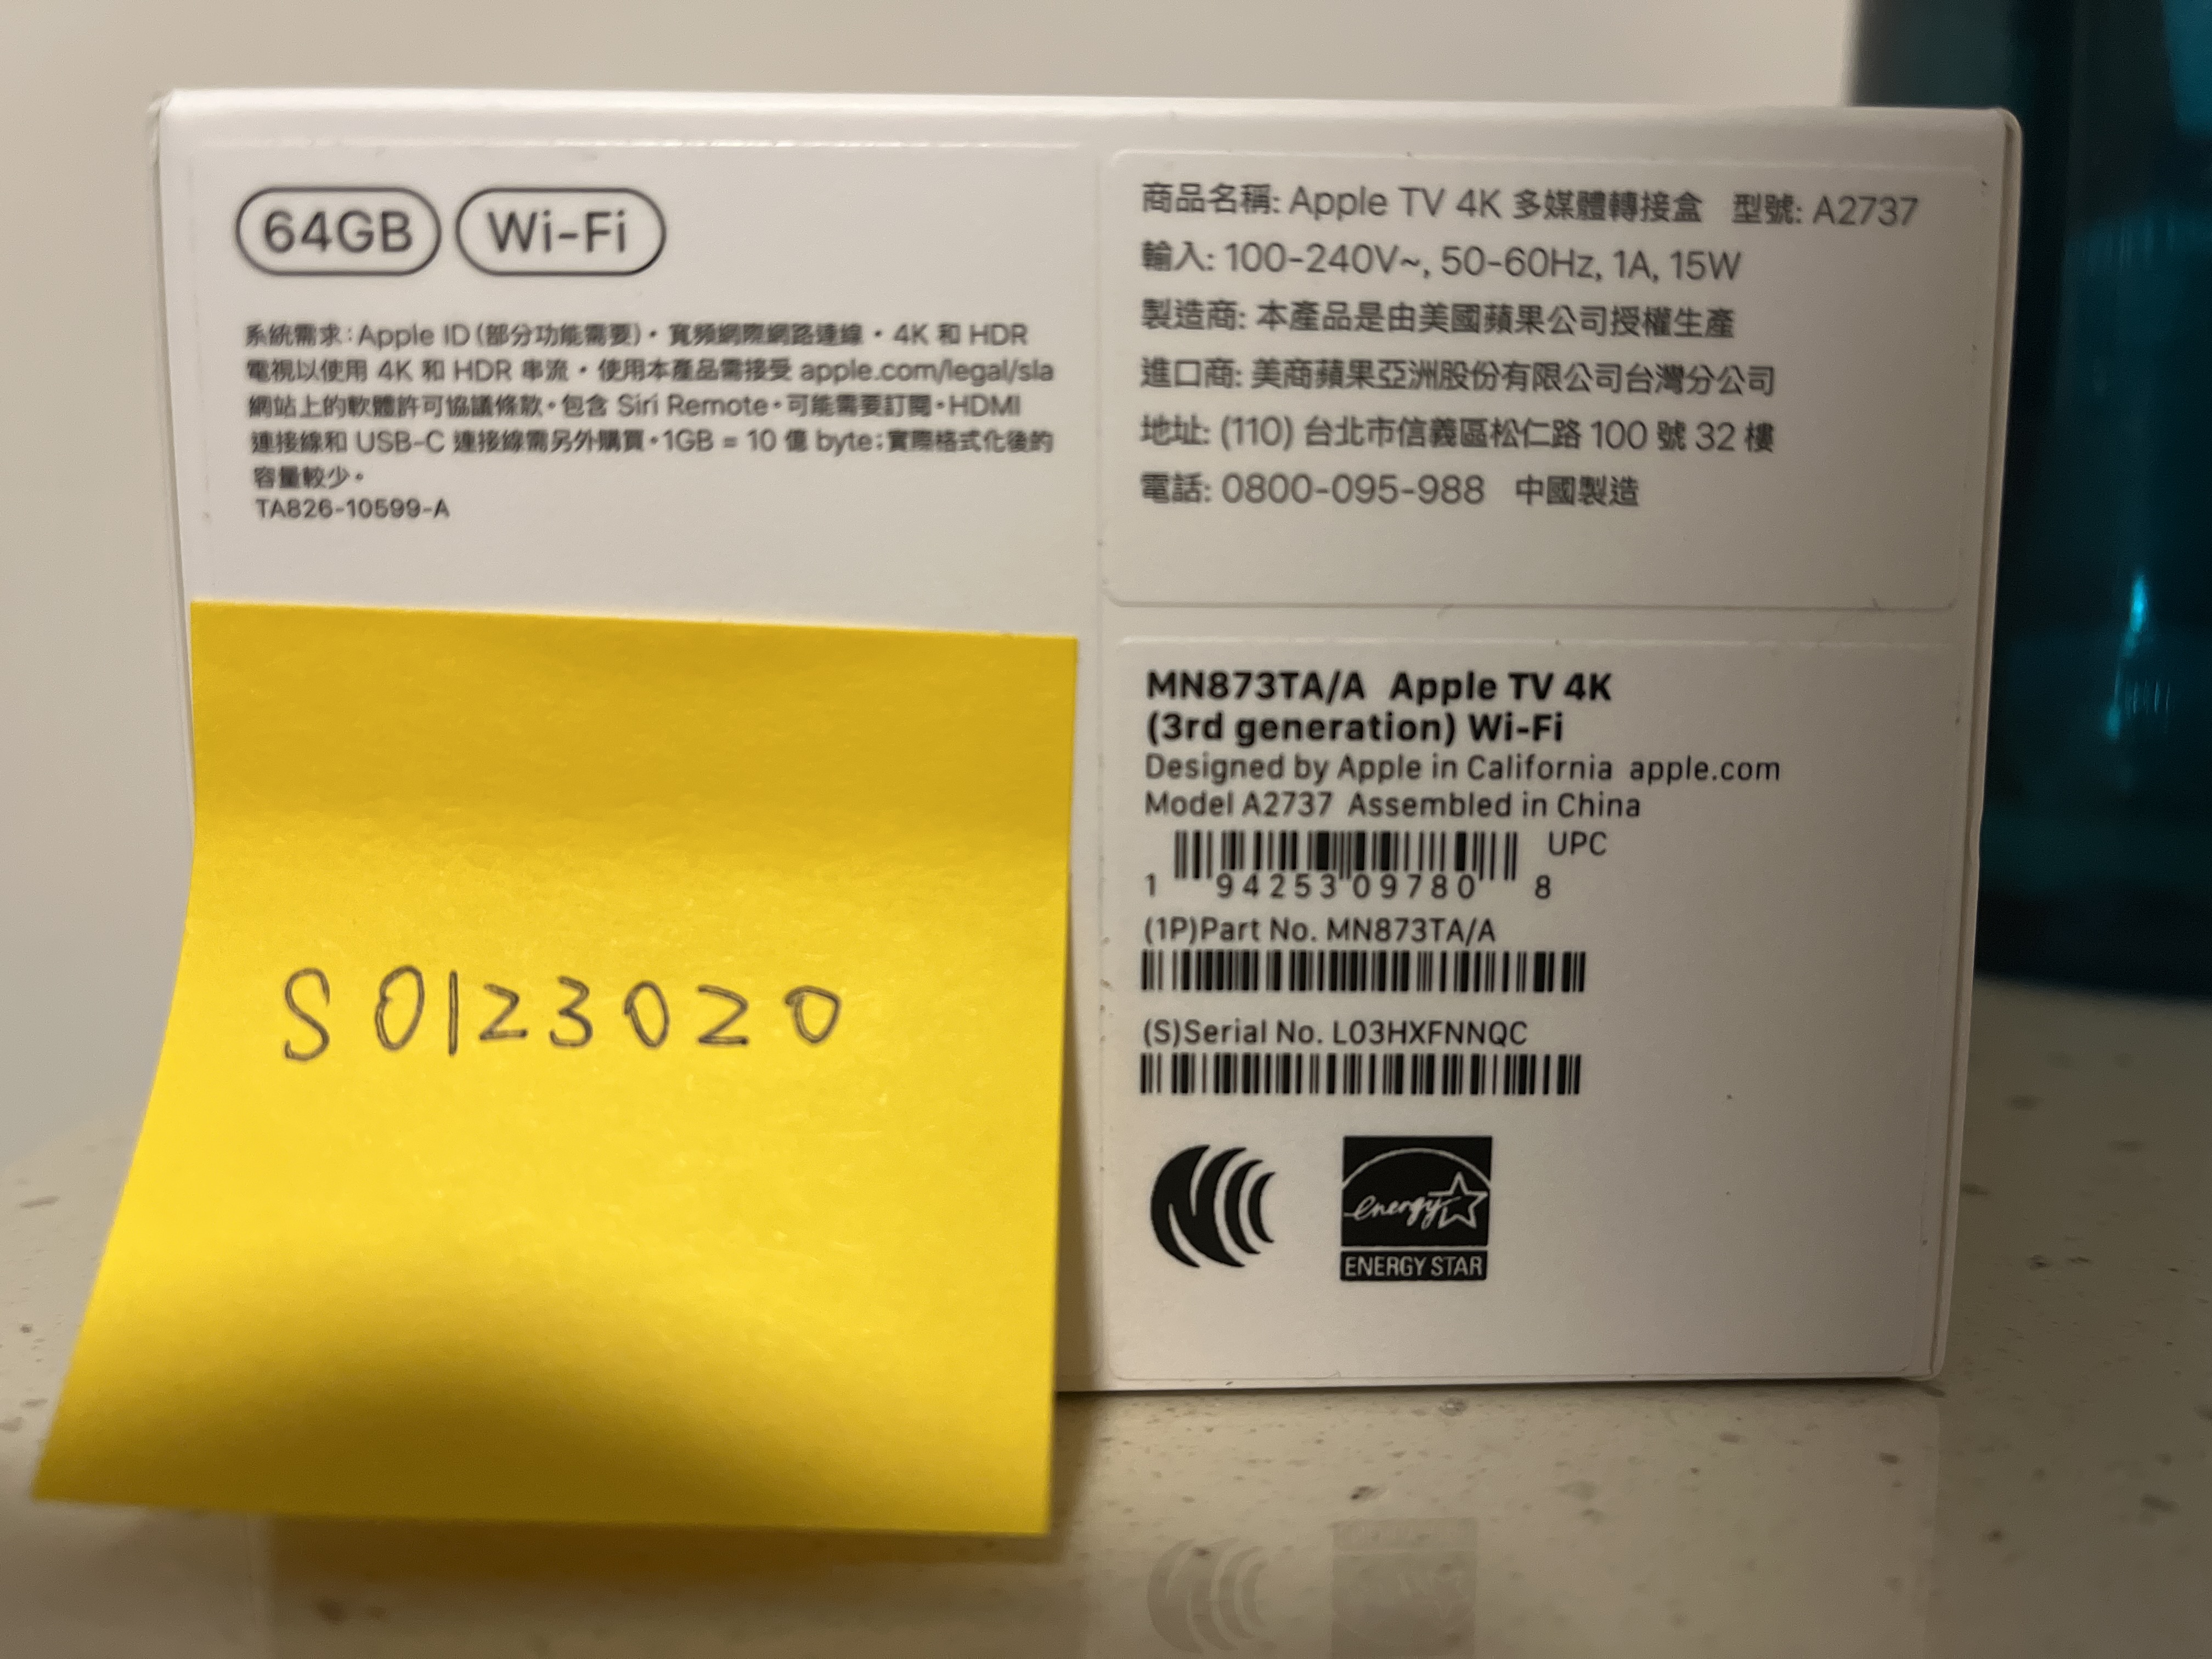 64GB Wi-Fi
系統需求：Apple ID (部分功能需要)・寬頻網際網路連線・4K 和 HDR
電視以使用 4K 和 HDR 串流・使用本產品需接受 apple.com/legal/sla
網站上的軟體許可協議條款・包含 Siri Remote・可能需要訂閱・HDMI
連接線和 USB-C 連接線需另外購買・1GB = 10 億 byte；實際格式化後的
容量較少。
TA826-10599-A
商品名稱: Apple TV 4K 多媒體轉接盒 型號: A2737
輸入: 100-240V~, 50-60Hz, 1A, 15W
製造商: 本產品是由美國蘋果公司授權生產
進口商: 美商蘋果亞洲股份有限公司台灣分公司
地址: (110) 台北市信義區松仁路 100 號 32 樓
電話: 0800-095-988 中國製造
S0123020
MN873TA/A Apple TV 4K
(3rd generation) Wi-Fi
Designed by Apple in California apple.com
Model A2737 Assembled in China
UPC
1 94253 09780 8
(1P)Part No. MN873TA/A
(S)Serial No. L03HXFNNQC
energy
ENERGY STAR